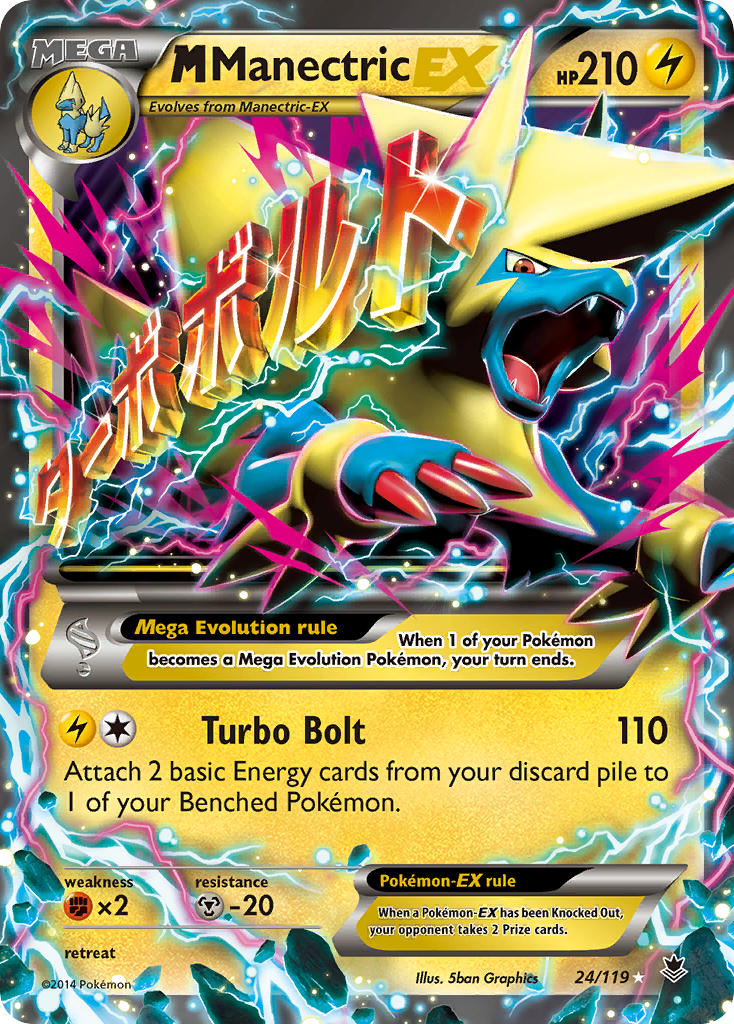 MEGA
M Manectric EX
HP 210
Evolves from Manectric-EX
ターボボルト
Mega Evolution rule
When 1 of your Pokémon
becomes a Mega Evolution Pokémon, your turn ends.
Turbo Bolt 110
Attach 2 basic Energy cards from your discard pile to
1 of your Benched Pokémon.
weakness resistance
×2 -20
retreat
Pokémon-EX rule
When a Pokémon-EX has been Knocked Out,
your opponent takes 2 Prize cards.
©2014 Pokémon
Illus. 5ban Graphics
24/119 ★